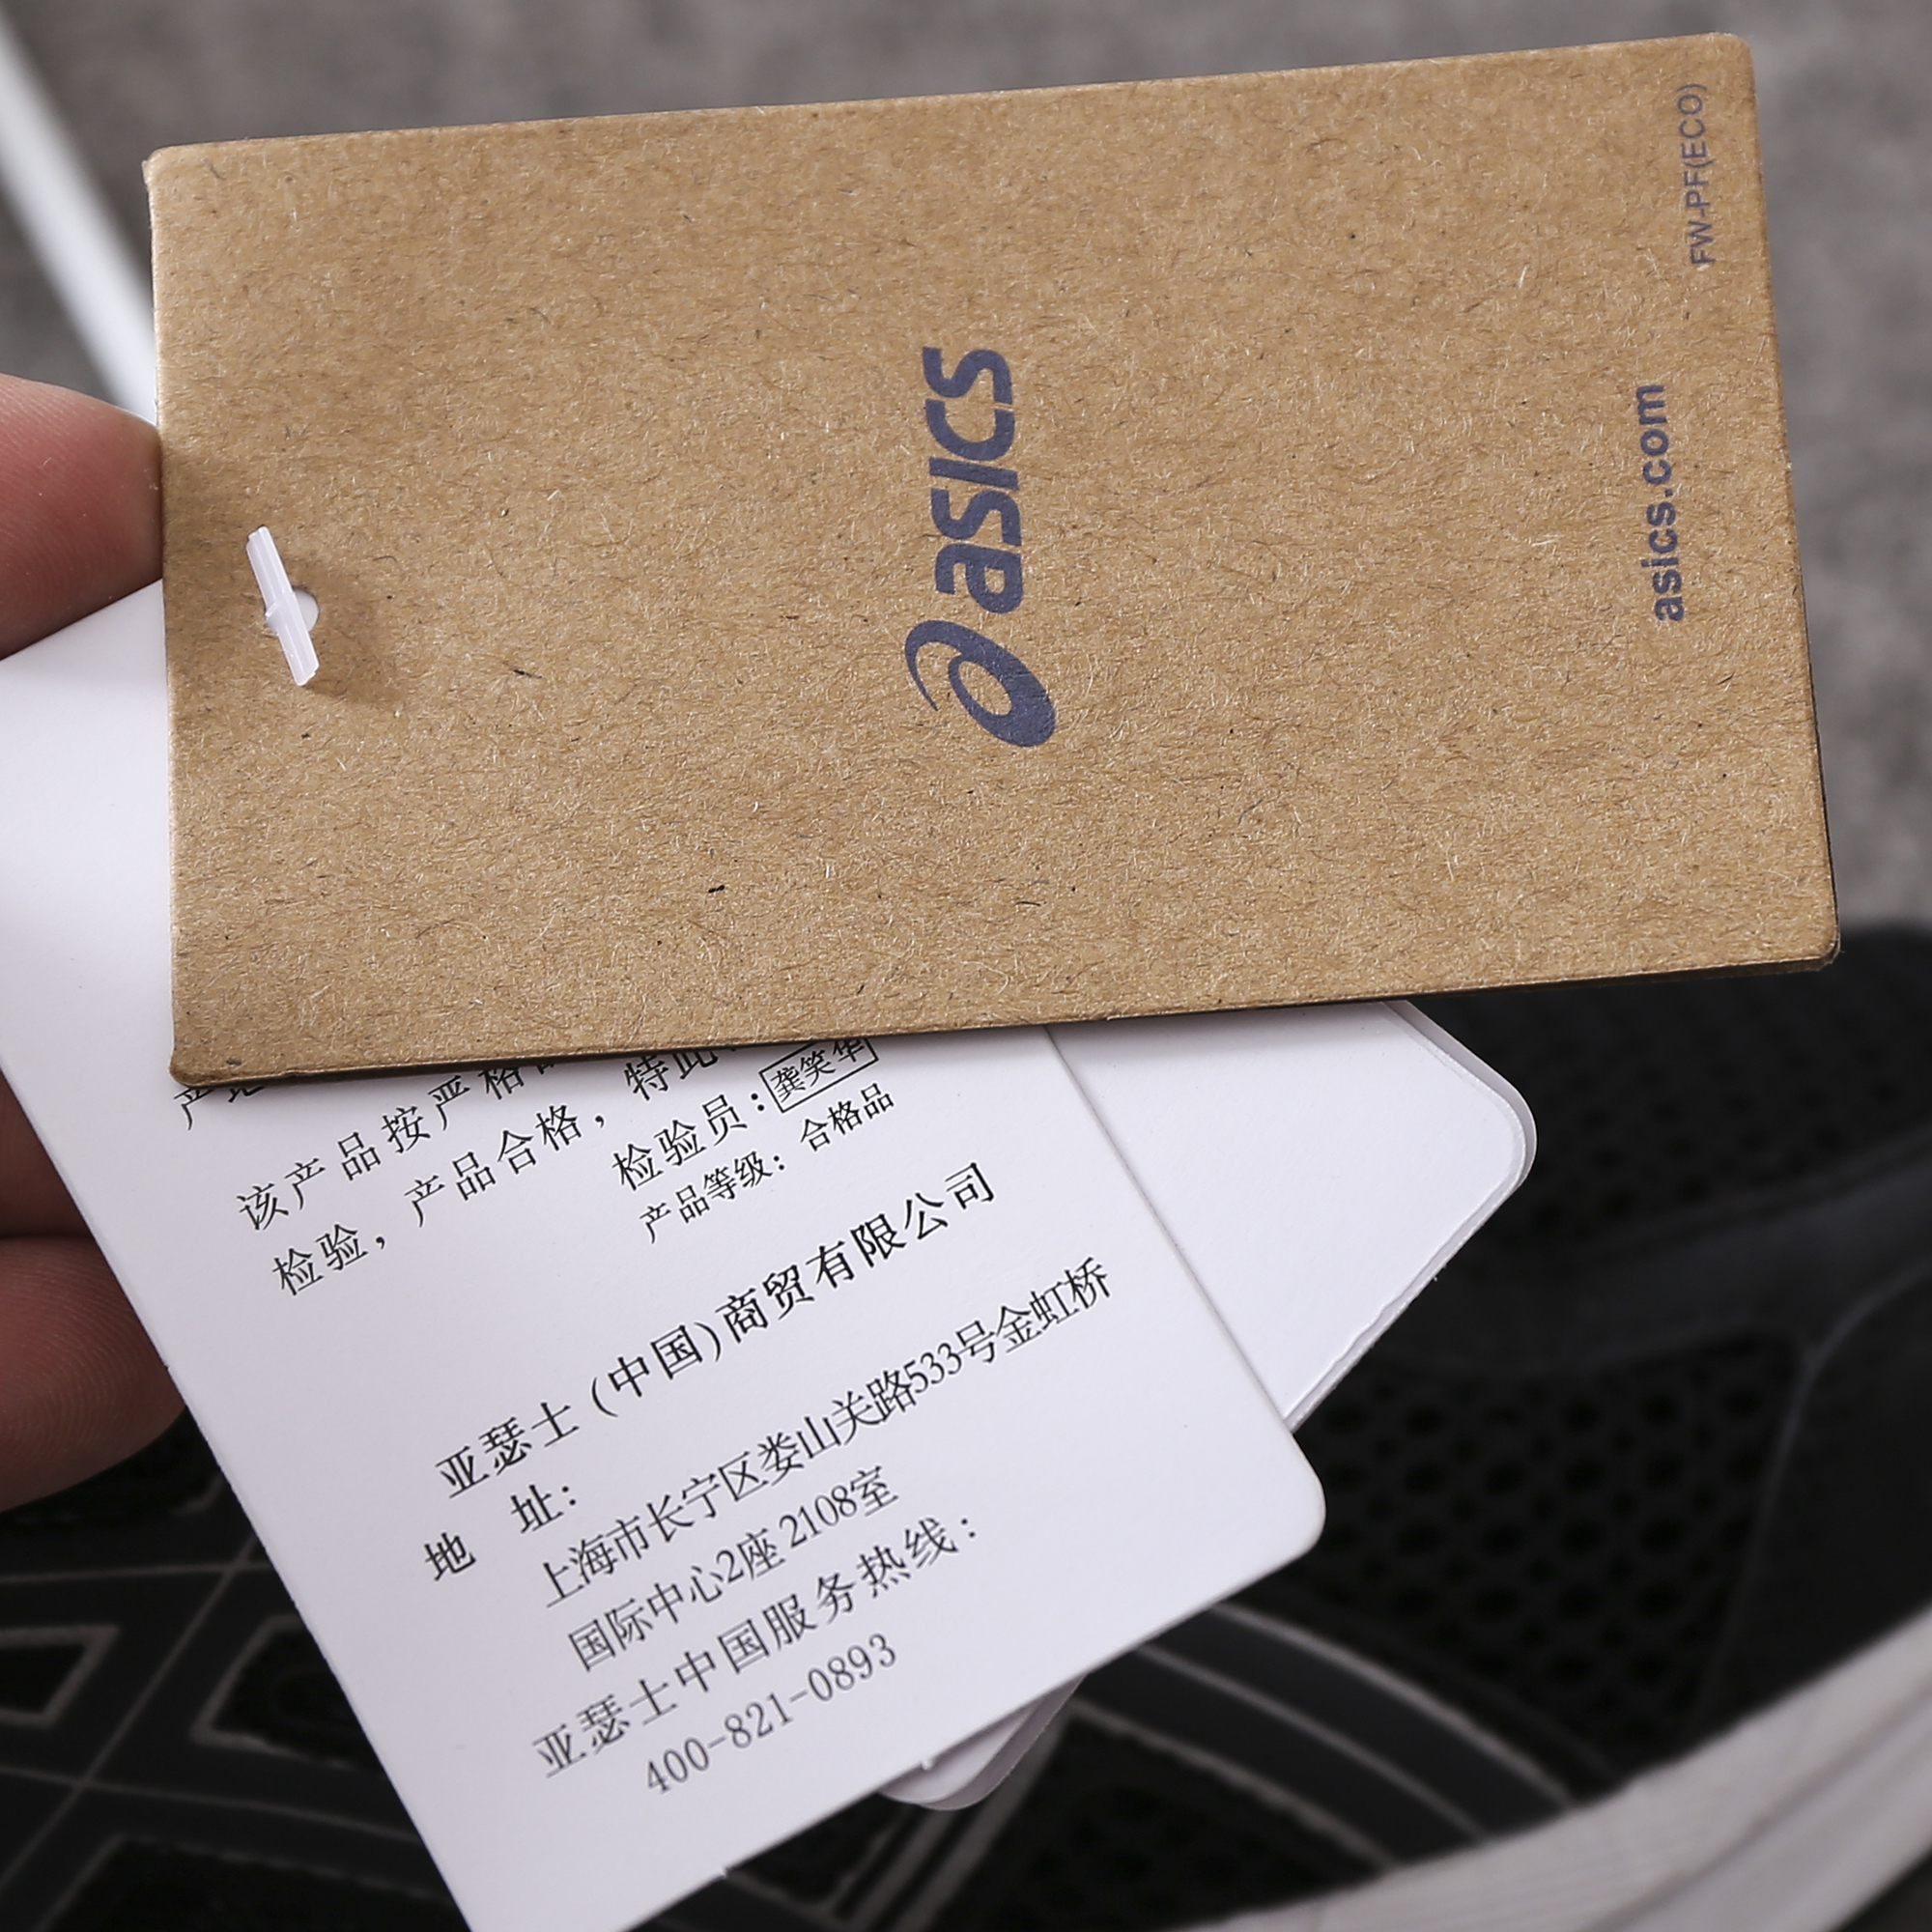 asics
asics.com
FW-PF(ECO)
产地
该产品按严格
检验，产品合格，特此
检验员：龚笑华
产品等级：合格品
亚瑟士（中国）商贸有限公司
地 址：
上海市长宁区娄山关路533号金虹桥
国际中心2座2108室
亚瑟士中国服务热线：
400-821-0893